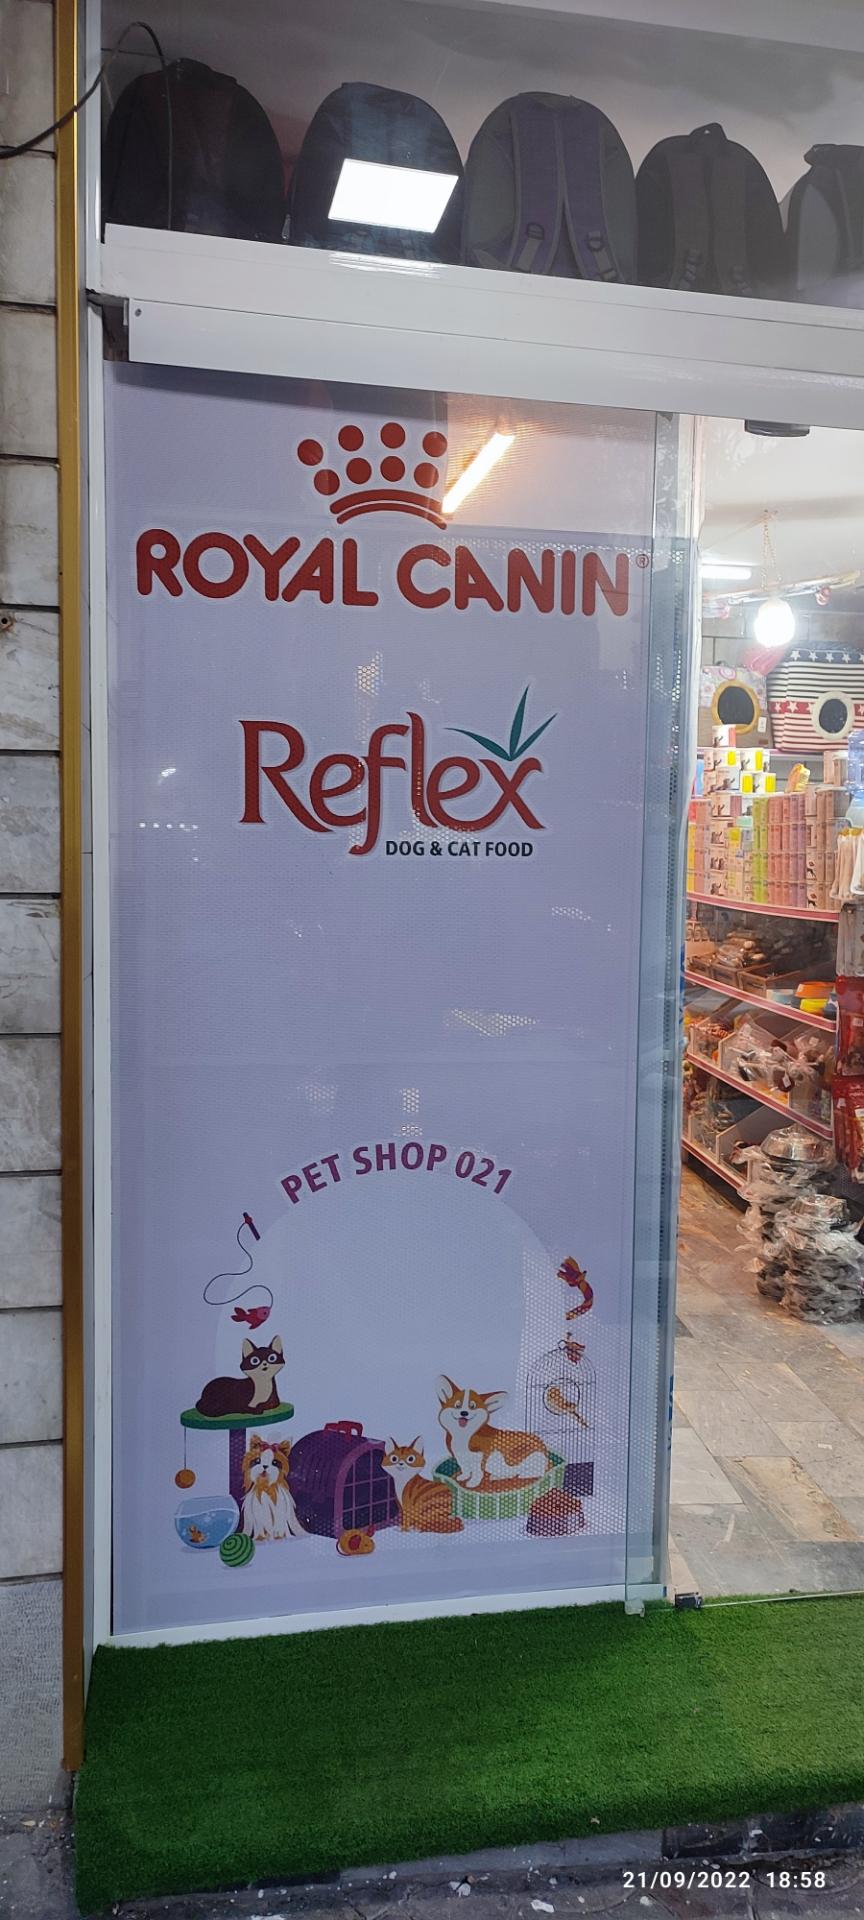 ROYAL CANIN®
Reflex
DOG & CAT FOOD
PET SHOP 021
21/09/2022 18:58